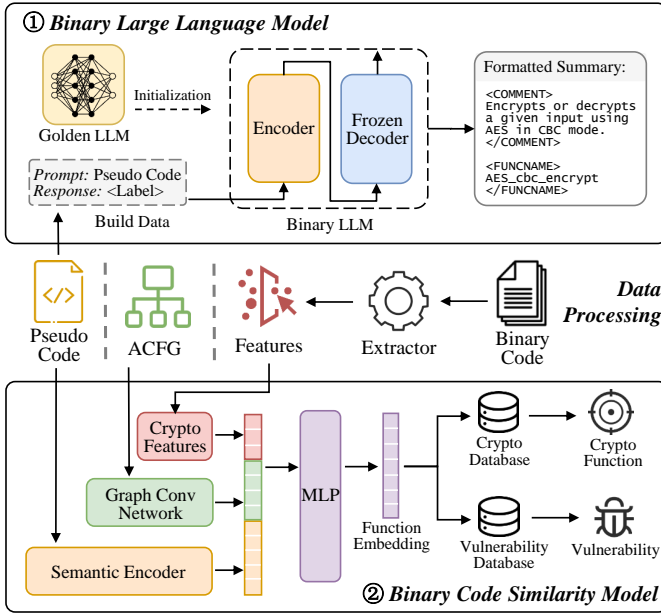 ① Binary Large Language Model
Golden LLM
Initialization
Prompt: Pseudo Code
Response: <Label>
Build Data
Encoder
Frozen
Decoder
Binary LLM
Formatted Summary:
<COMMENT>
Encrypts or decrypts
a given input using
AES in CBC mode.
</COMMENT>
<FUNCNAME>
AES_cbc_encrypt
</FUNCNAME>
Pseudo
Code
ACFG
Features
Extractor
Binary
Code
Data
Processing
Crypto
Features
Graph Conv
Network
Semantic Encoder
MLP
Function
Embedding
Crypto
Database
Crypto
Function
Vulnerability
Database
Vulnerability
② Binary Code Similarity Model